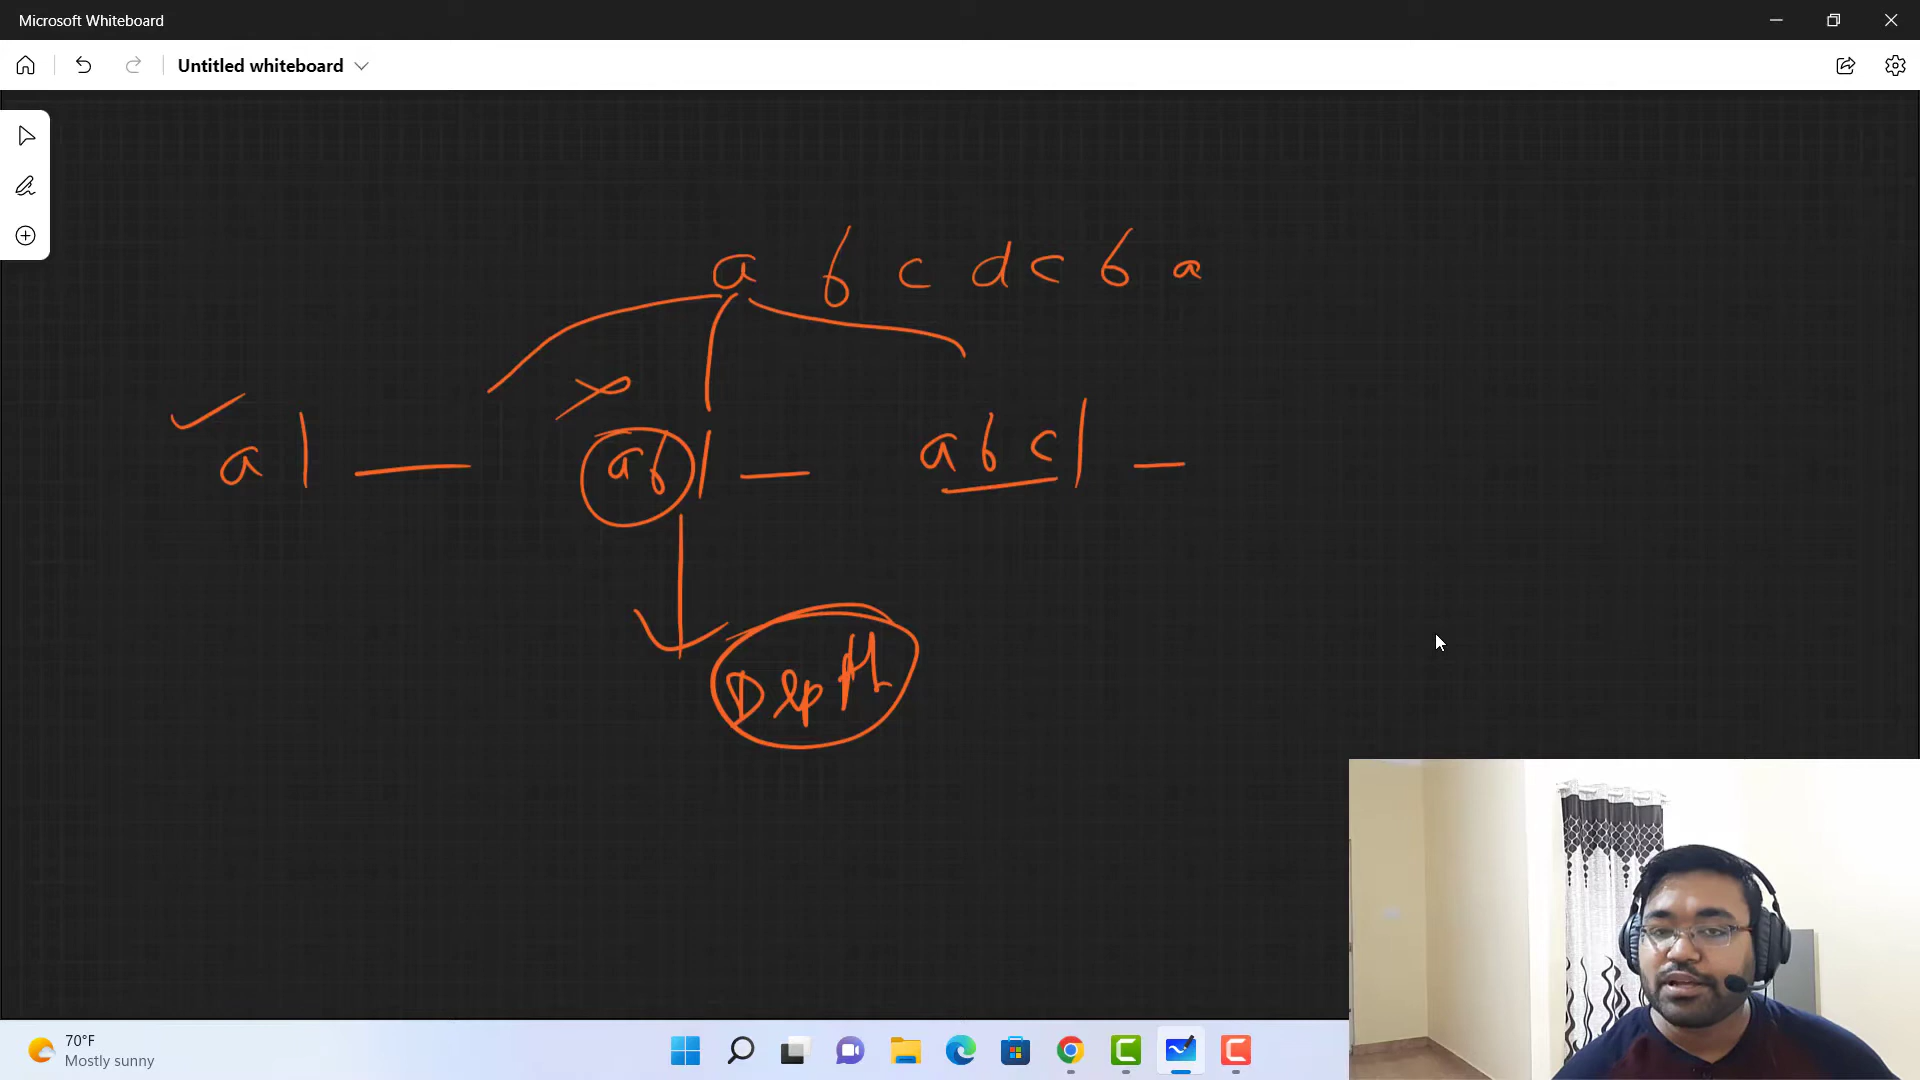 Microsoft Whiteboard
Untitled whiteboard
a b c d c b a
a | — ab | — abc | —
Depth
70°F
Mostly sunny